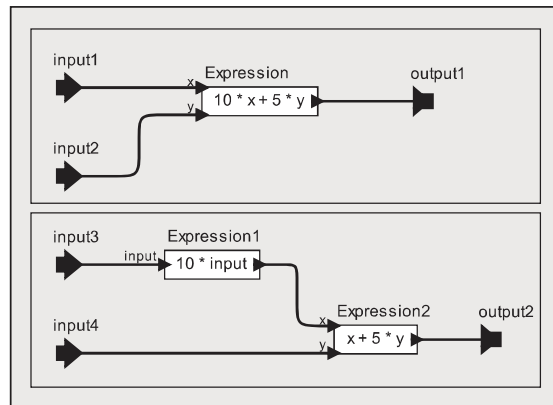 input1
Expression
output1
x
10 * x + 5 * y
y
input2
input3
Expression1
input
10 * input
Expression2
output2
x
x + 5 * y
input4
y